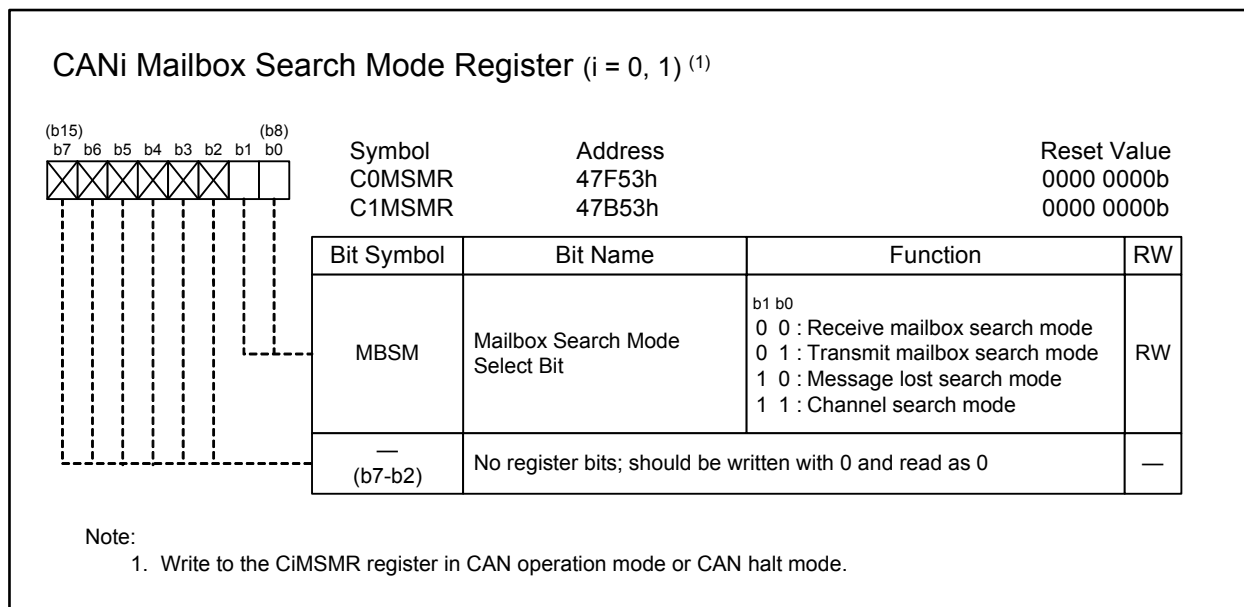 CANi Mailbox Search Mode Register (i = 0, 1) (1)
(b15) (b8)
b7 b6 b5 b4 b3 b2 b1 b0
Symbol Address Reset Value
C0MSMR 47F53h 0000 0000b
C1MSMR 47B53h 0000 0000b
Bit Symbol Bit Name Function RW
MBSM
Mailbox Search Mode
Select Bit
b1 b0
0 0 : Receive mailbox search mode
0 1 : Transmit mailbox search mode
1 0 : Message lost search mode
1 1 : Channel search mode
RW
—
(b7-b2)
No register bits; should be written with 0 and read as 0
—
Note:
1. Write to the CiMSMR register in CAN operation mode or CAN halt mode.